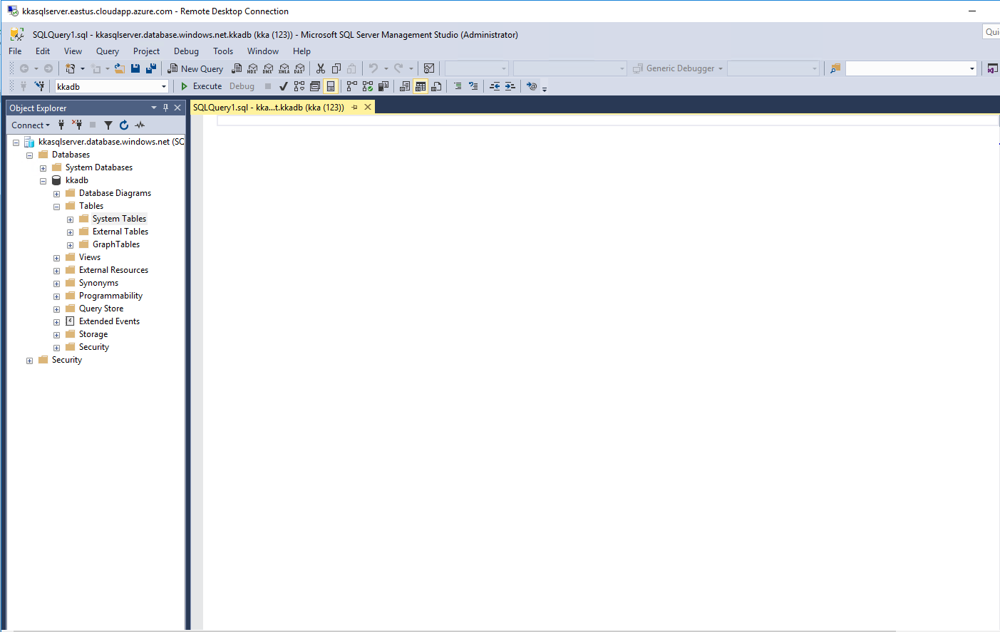 kkasqlserver.eastus.cloudapp.azure.com - Remote Desktop Connection
SQLQuery1.sql - kkasqlserver.database.windows.net.kkadb (kka (123)) - Microsoft SQL Server Management Studio (Administrator)
Qui
File Edit View Query Project Debug Tools Window Help
New Query MDX DMX XMLA DAX Generic Debugger
kkadb Execute Debug
Object Explorer
SQLQuery1.sql - kka...t.kkadb (kka (123))
Connect
kkasqlserver.database.windows.net (SQ
Databases
System Databases
kkadb
Database Diagrams
Tables
System Tables
External Tables
GraphTables
Views
External Resources
Synonyms
Programmability
Query Store
Extended Events
Storage
Security
Security